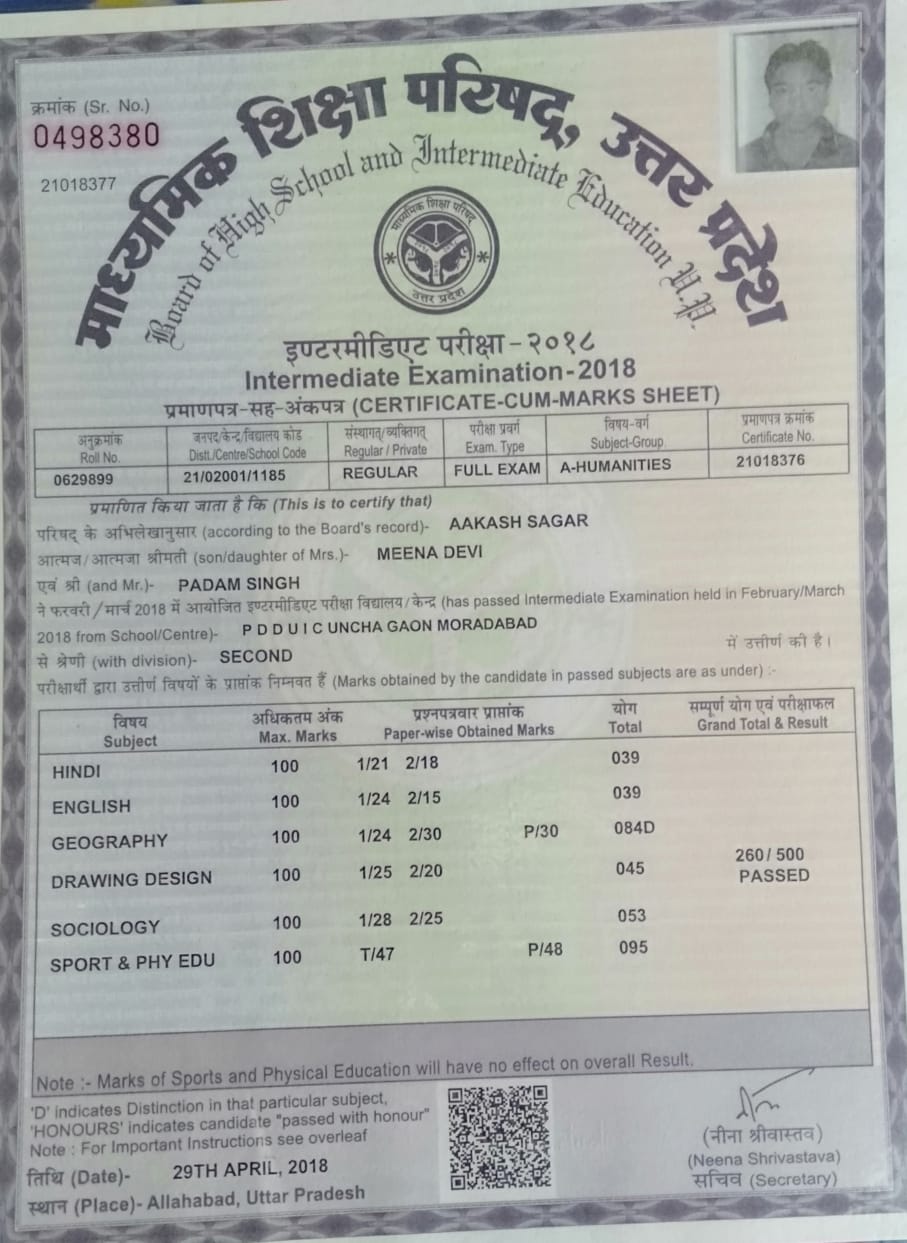 क्रमांक (Sr. No.)
0498380
21018377
माध्यमिक शिक्षा परिषद्, उत्तर प्रदेश
Board of High School and Intermediate Education U.P.
माध्यमिक शिक्षा परिषद्
उत्तर प्रदेश
इण्टरमीडिएट परीक्षा - २०१८
Intermediate Examination - 2018
प्रमाणपत्र-सह-अंकपत्र (CERTIFICATE-CUM-MARKS SHEET)
अनुक्रमांक जनपद/केन्द्र/विद्यालय कोड संस्थागत/व्यक्तिगत परीक्षा प्रवर्ग विषय-वर्ग प्रमाणपत्र क्रमांक
Roll No. Distt./Centre/School Code Regular / Private Exam. Type Subject-Group Certificate No.
0629899 21/02001/1185 REGULAR FULL EXAM A-HUMANITIES 21018376
प्रमाणित किया जाता है कि (This is to certify that)
परिषद् के अभिलेखानुसार (according to the Board's record)- AAKASH SAGAR
आत्मज/आत्मजा श्रीमती (son/daughter of Mrs.)- MEENA DEVI
एवं श्री (and Mr.)- PADAM SINGH
ने फरवरी/मार्च 2018 में आयोजित इण्टरमीडिएट परीक्षा विद्यालय/केन्द्र (has passed Intermediate Examination held in February/March
2018 from School/Centre)- P D D U I C UNCHA GAON MORADABAD
से श्रेणी (with division)- SECOND में उत्तीर्ण की है।
परीक्षार्थी द्वारा उत्तीर्ण विषयों के प्राप्तांक निम्नवत हैं (Marks obtained by the candidate in passed subjects are as under) :-
विषय अधिकतम अंक प्रश्नपत्रवार प्राप्तांक योग सम्पूर्ण योग एवं परीक्षाफल
Subject Max. Marks Paper-wise Obtained Marks Total Grand Total & Result
HINDI 100 1/21 2/18 039
ENGLISH 100 1/24 2/15 039
GEOGRAPHY 100 1/24 2/30 P/30 084D
DRAWING DESIGN 100 1/25 2/20 045
260/ 500
PASSED
SOCIOLOGY 100 1/28 2/25 053
SPORT & PHY EDU 100 T/47 P/48 095
Note :- Marks of Sports and Physical Education will have no effect on overall Result.
'D' indicates Distinction in that particular subject,
'HONOURS' indicates candidate "passed with honour"
Note : For Important Instructions see overleaf
तिथि (Date)- 29TH APRIL, 2018
स्थान (Place)- Allahabad, Uttar Pradesh
(नीना श्रीवास्तव)
(Neena Shrivastava)
सचिव (Secretary)